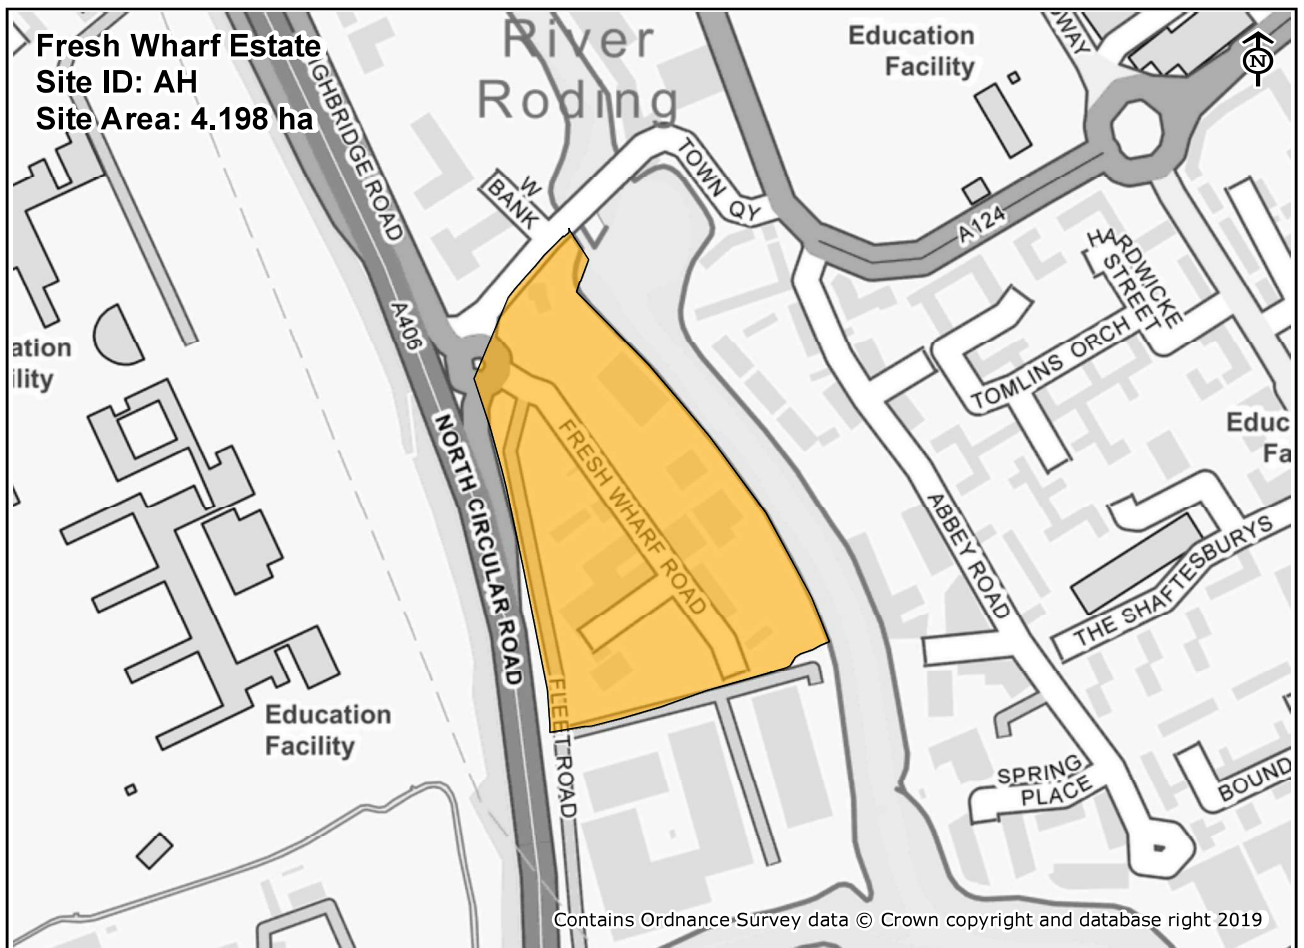 Fresh Wharf Estate
Site ID: AH
Site Area: 4.198 ha
River
Roding
Education
Facility
N
IGHBRIDGE ROAD
W
BANK
TOWN QY
A124
SWAY
HARDWICKE
STREET
A406
TOMLINS ORCH
ation
ility
NORTH CIRCULAR ROAD
FRESH WHARF ROAD
Educ
Fa
ABBEY ROAD
THE SHAFTESBURYS
Education
Facility
FLEET ROAD
SPRING
PLACE
BOUND
Contains Ordnance Survey data © Crown copyright and database right 2019